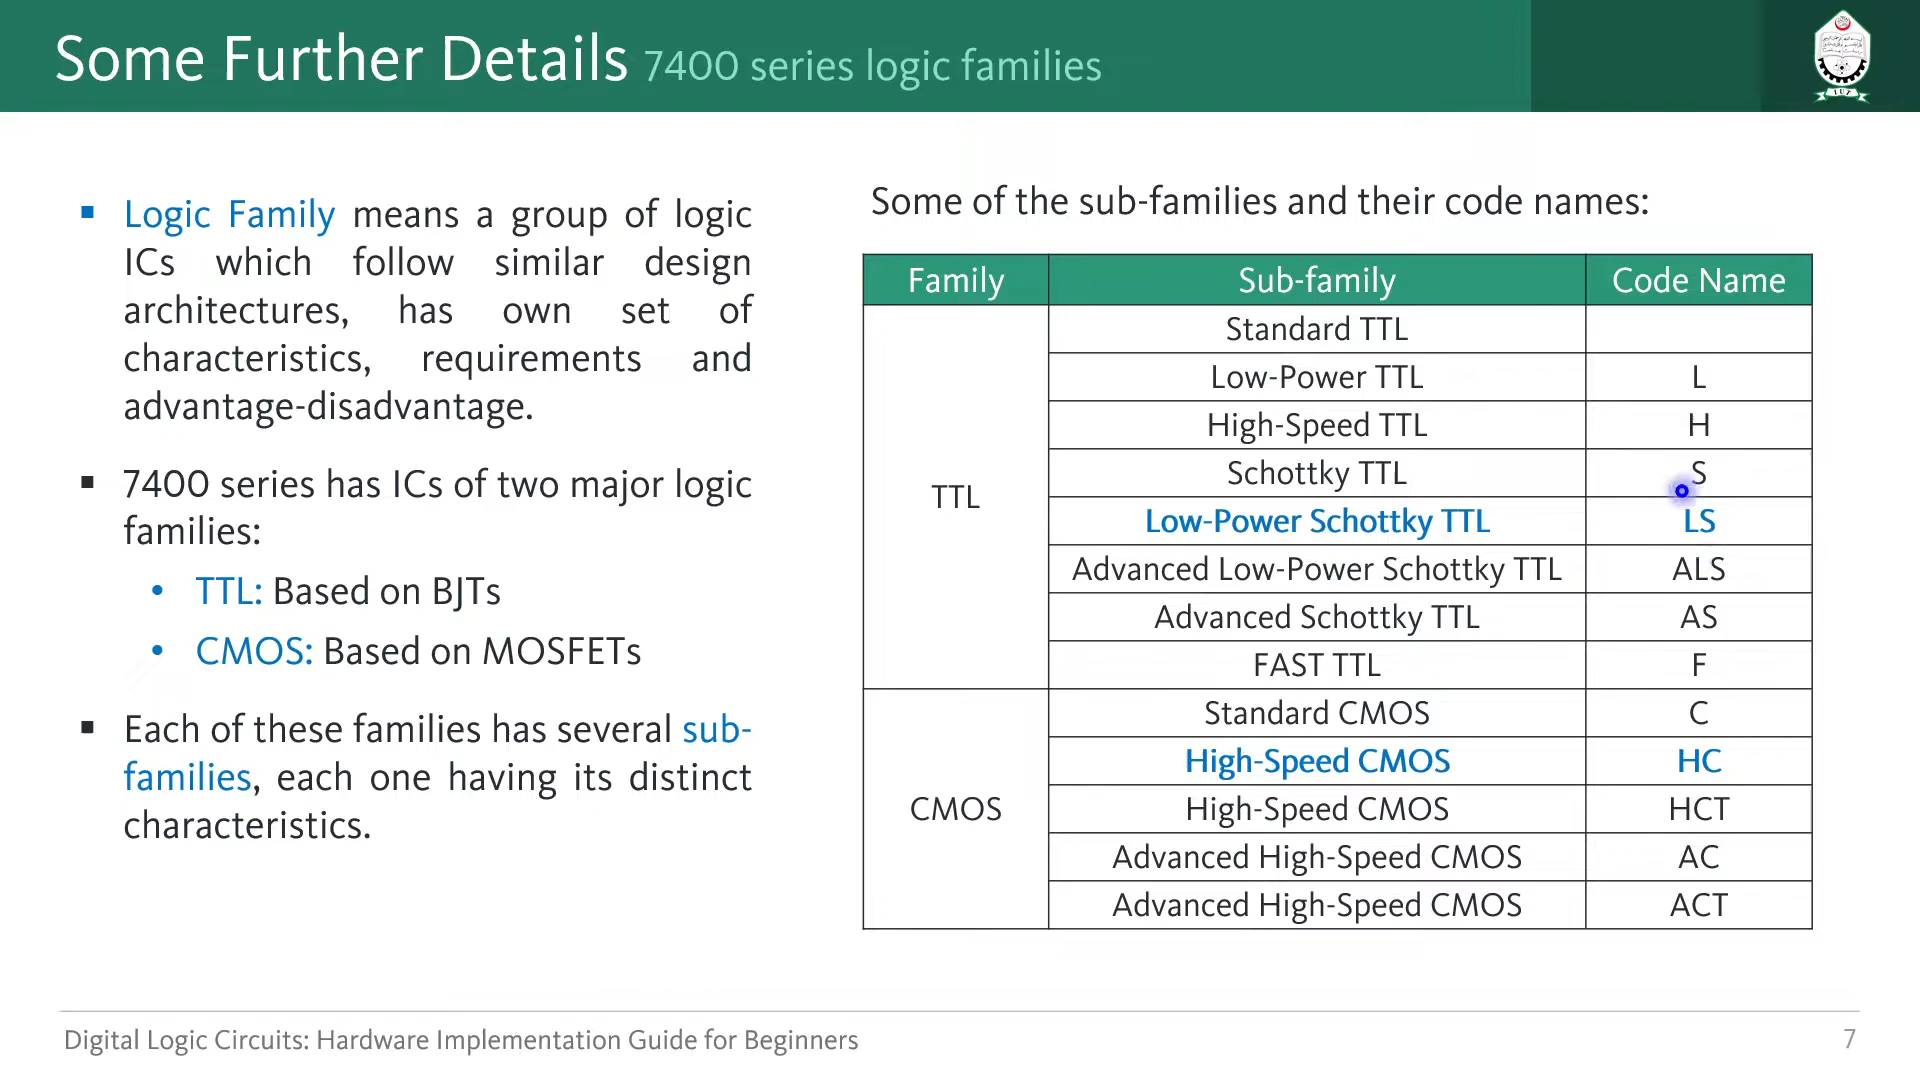 Some Further Details 7400 series logic families
Logic Family means a group of logic
ICs which follow similar design
architectures, has own set of
characteristics, requirements and
advantage-disadvantage.
7400 series has ICs of two major logic
families:
TTL: Based on BJTs
CMOS: Based on MOSFETs
Each of these families has several sub-
families, each one having its distinct
characteristics.
Some of the sub-families and their code names:
Family Sub-family Code Name
TTL
Standard TTL
Low-Power TTL L
High-Speed TTL H
Schottky TTL S
Low-Power Schottky TTL LS
Advanced Low-Power Schottky TTL ALS
Advanced Schottky TTL AS
FAST TTL F
CMOS
Standard CMOS C
High-Speed CMOS HC
High-Speed CMOS HCT
Advanced High-Speed CMOS AC
Advanced High-Speed CMOS ACT
Digital Logic Circuits: Hardware Implementation Guide for Beginners 7